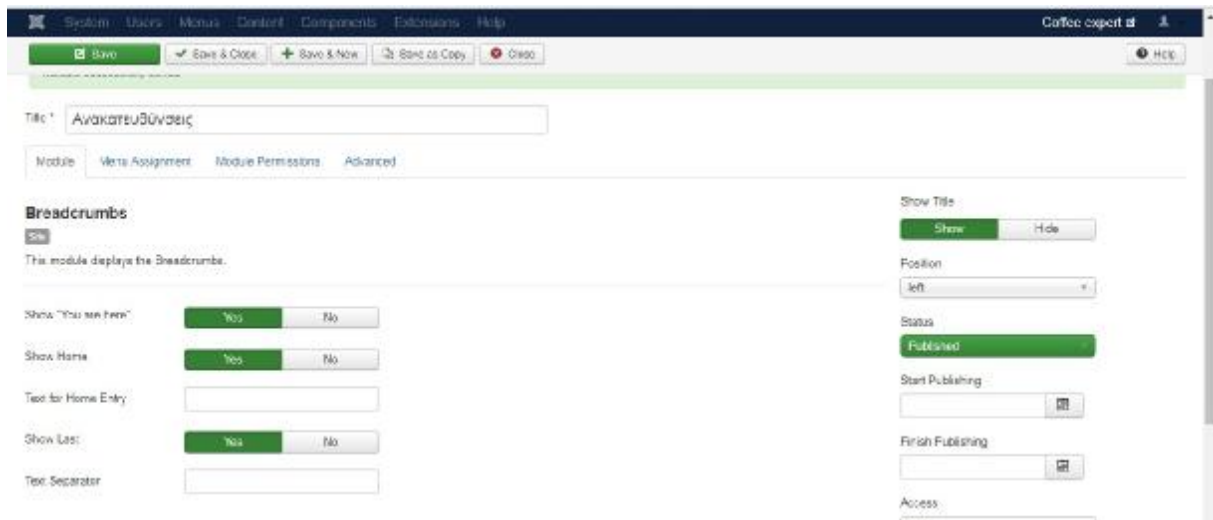 System Users Menus Content Components Extensions Help Coffee expert
Save Save & Close Save & New Save as Copy Close Help
Title * Ανακατευθύνσεις
Module Menu Assignment Module Permissions Advanced
Breadcrumbs
Site
This module displays the Breadcrumbs.
Show "You are here" Yes No
Show Home Yes No
Text for Home Entry
Show Last Yes No
Text Separator
Show Title
Show Hide
Position
left
Status
Published
Start Publishing
Finish Publishing
Access